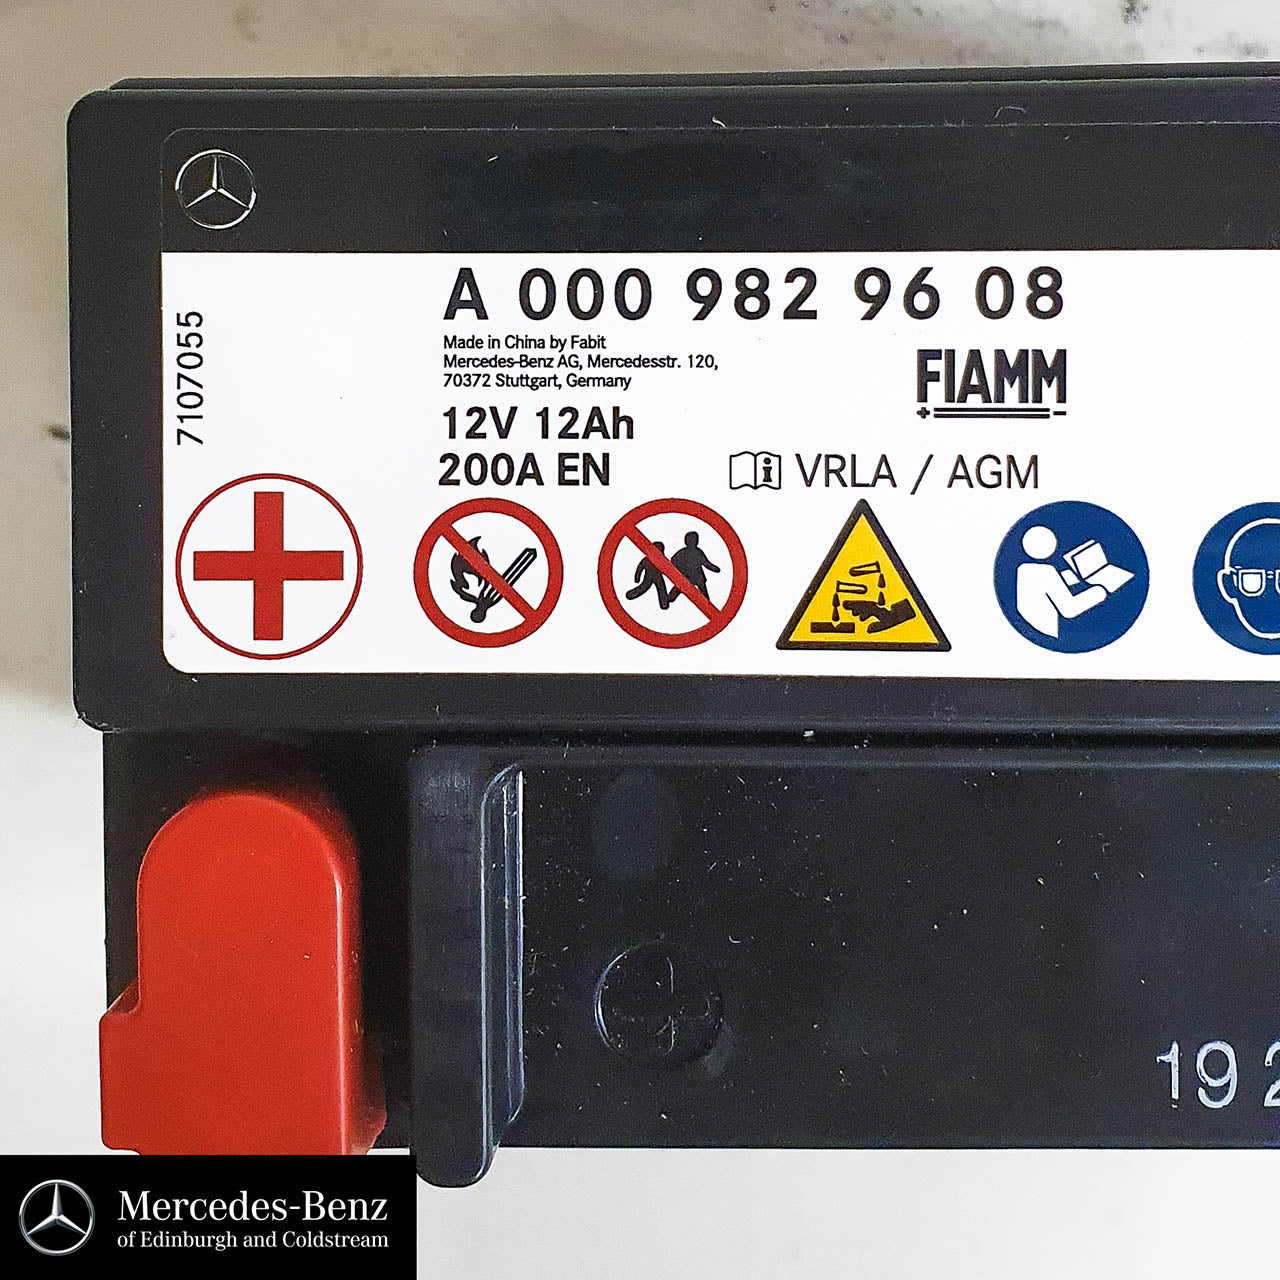 A 000 982 96 08
Made in China by Fabit
Mercedes-Benz AG, Mercedesstr. 120,
70372 Stuttgart, Germany
FIAMM
12V 12Ah
200A EN
VRLA / AGM
7107055
19
Mercedes-Benz
of Edinburgh and Coldstream